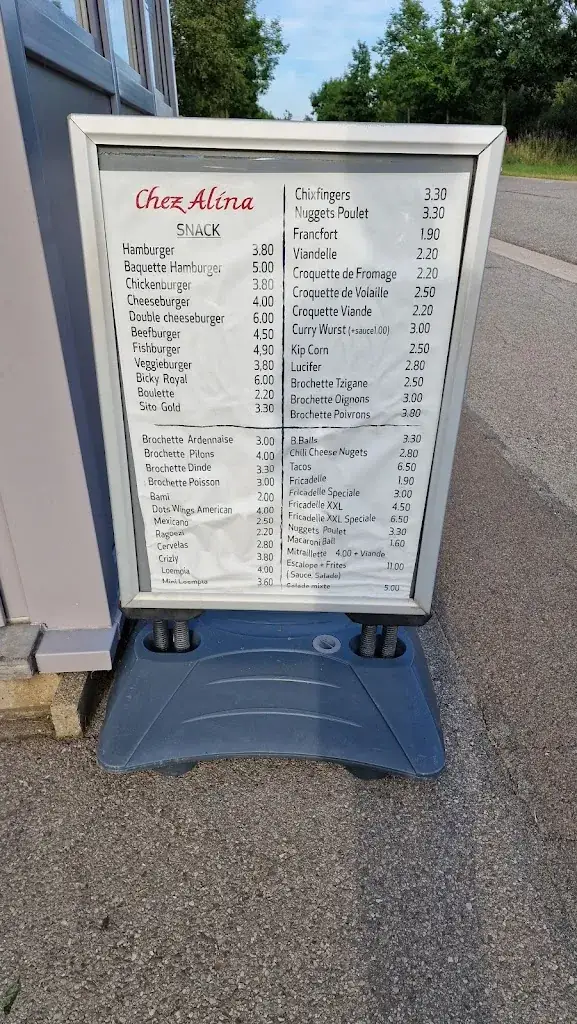 Chez Alina
SNACK
Hamburger 3.80
Baquette Hamburger 5.00
Chickenburger 3.80
Cheeseburger 4.00
Double cheeseburger 6.00
Beefburger 4,50
Fishburger 4,90
Veggieburger 3,80
Bicky Royal 6.00
Boulette 2.20
Sito Gold 3.30
Chixfingers 3.30
Nuggets Poulet 3.30
Francfort 1.90
Viandelle 2.20
Croquette de Fromage 2.20
Croquette de Volaille 2.50
Croquette Viande 2.20
Curry Wurst (+sauce1.00) 3.00
Kip Corn 2.50
Lucifer 2.80
Brochette Tzigane 2.50
Brochette Oignons 3.00
Brochette Poivrons 3.80
Brochette Ardennaise 3.00
Brochette Pilons 4.00
Brochette Dinde 3.30
Brochette Poisson 3.00
Bami 2.00
Dots Wings American 4.00
Mexicano 2.50
Ragoezi 2.20
Cervelas 2.80
Crizly 3.80
Loempia 4.00
Mini Loempia 3.60
B.Balls 3.30
Chili Cheese Nugets 2.80
Tacos 6.50
Fricadelle 1.90
Fricadelle Speciale 3.00
Fricadelle XXL 4.50
Fricadelle XXL Speciale 6.50
Nuggets Poulet 3.30
Macaroni Ball 1.60
Mitraillette 4.00 + Viande
Escalope + Frites 11.00
(Sauce, Salade)
Salade mixte 5.00